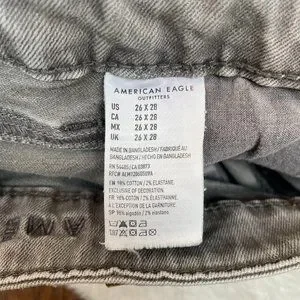 AMERICAN EAGLE
OUTFITTERS
US 26 X 28
CA 26 X 28
MX 26 X 28
UK 26 X 28
MADE IN BANGLADESH/ FABRIQUÉ AU
BANGLADESH/ HECHO EN BANGLADESH
EN 98% COTTON/ 2% ELASTANE.
EXCLUSIVE OF DECORATION.
FR 98% COTON/ 2% ÉLASTHANNE.
À L'EXCEPTION DE LA GARNITURE
SP 98% algodón/ 2% elastano.
AME